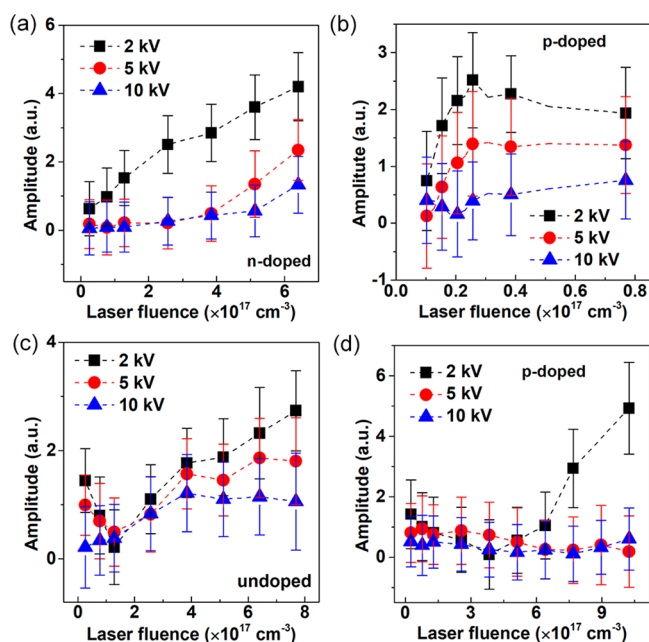 (a)
6
4
2
0
Amplitude (a.u.)
2 kV
5 kV
10 kV
n-doped
0
2
4
6
Laser fluence (×10¹⁷ cm⁻³)
(b)
3
2
1
0
-1
Amplitute (a.u.)
p-doped
2 kV
5 kV
10 kV
0.0
0.2
0.4
0.6
0.8
Laser fluence (×10¹⁷ cm⁻³)
(c)
4
2
0
Amplitude (a.u.)
2 kV
5 kV
10 kV
undoped
0
2
4
6
8
Laser fluence (×10¹⁷ cm⁻³)
(d)
6
4
2
0
Amplitude (a.u.)
2 kV
5 kV
10 kV
p-doped
0
3
6
9
Laser fluence (×10¹⁷ cm⁻³)